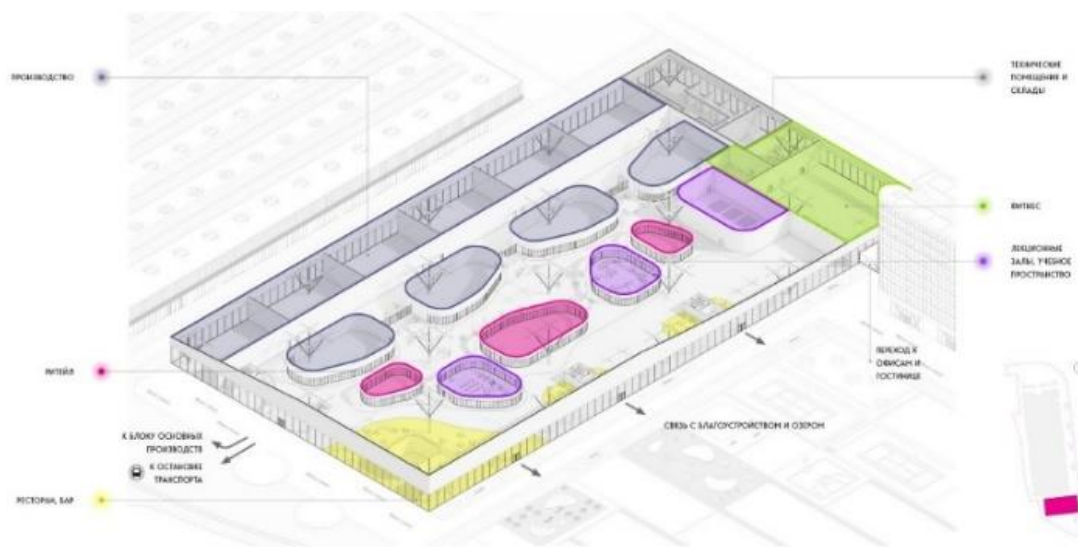 ПРОИЗВОДСТВО
ТЕХНИЧЕСКИЕ
ПОМЕЩЕНИЯ И
СКЛАДЫ
ФИТНЕС
ЛЕКЦИОННЫЕ
ЗАЛЫ, УЧЕБНОЕ
ПРОСТРАНСТВО
ПЕРЕХОД К
ОФИСАМ И
ГОСТИНИЦЕ
РИТЕЙЛ
СВЯЗЬ С БЛАГОУСТРОЙСТВОМ И ОЗЕРОМ
К БЛОКУ ОСНОВНЫХ
ПРОИЗВОДСТВ
К ОСТАНОВКЕ
ТРАНСПОРТА
РЕСТОРАН, БАР